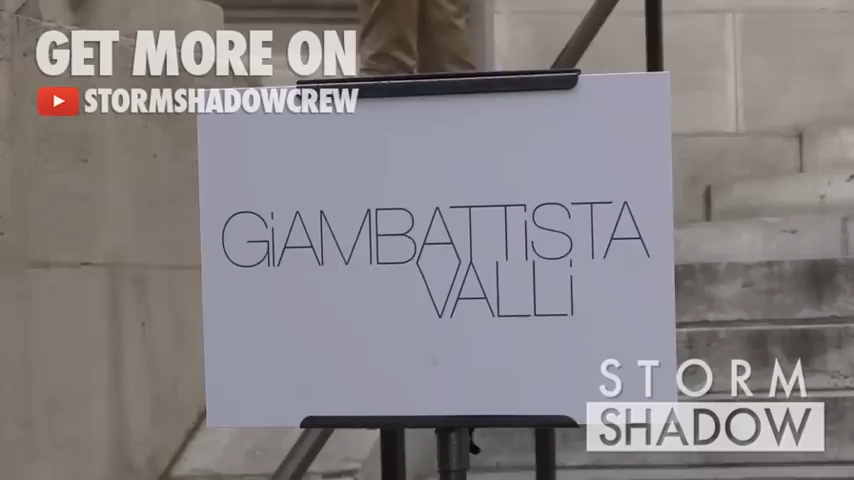 GET MORE ON
STORMSHADOWCREW
GiAMBATTiSTA
VALLi
STORM
SHADOW